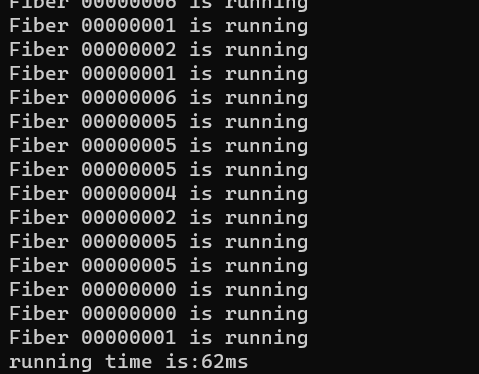 Fiber 00000006 is running
Fiber 00000001 is running
Fiber 00000002 is running
Fiber 00000001 is running
Fiber 00000006 is running
Fiber 00000005 is running
Fiber 00000005 is running
Fiber 00000005 is running
Fiber 00000004 is running
Fiber 00000002 is running
Fiber 00000005 is running
Fiber 00000005 is running
Fiber 00000000 is running
Fiber 00000000 is running
Fiber 00000001 is running
running time is:62ms